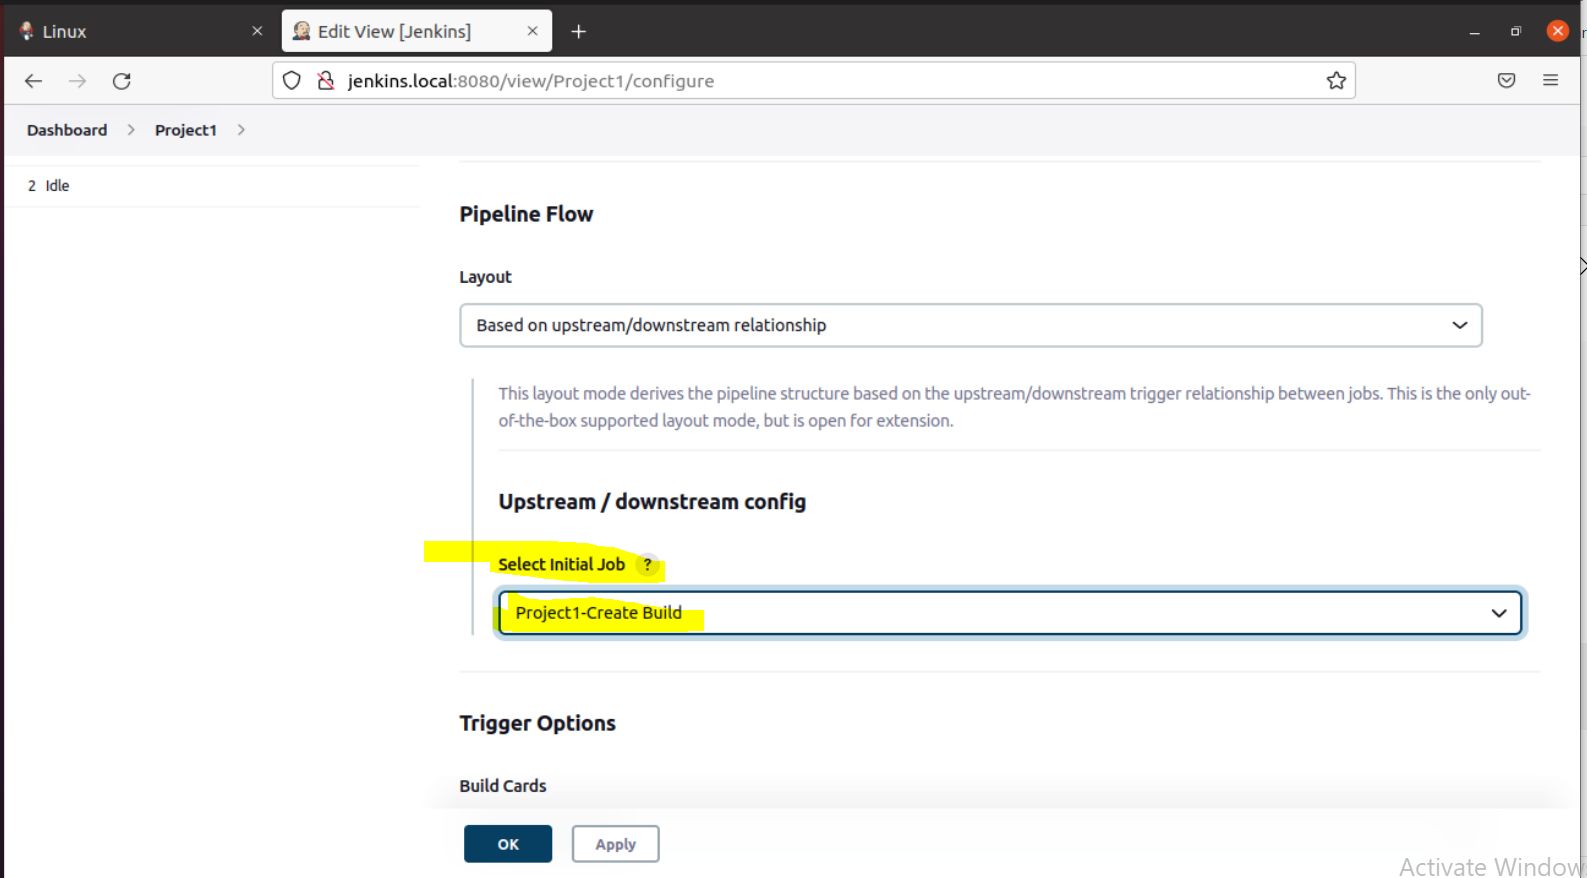 Linux
Edit View [Jenkins]
jenkins.local:8080/view/Project1/configure
Dashboard
Project1
2 Idle
Pipeline Flow
Layout
Based on upstream/downstream relationship
This layout mode derives the pipeline structure based on the upstream/downstream trigger relationship between jobs. This is the only out-
of-the-box supported layout mode, but is open for extension.
Upstream / downstream config
Select Initial Job ?
Project1-Create Build
Trigger Options
Build Cards
OK
Apply
Activate Window